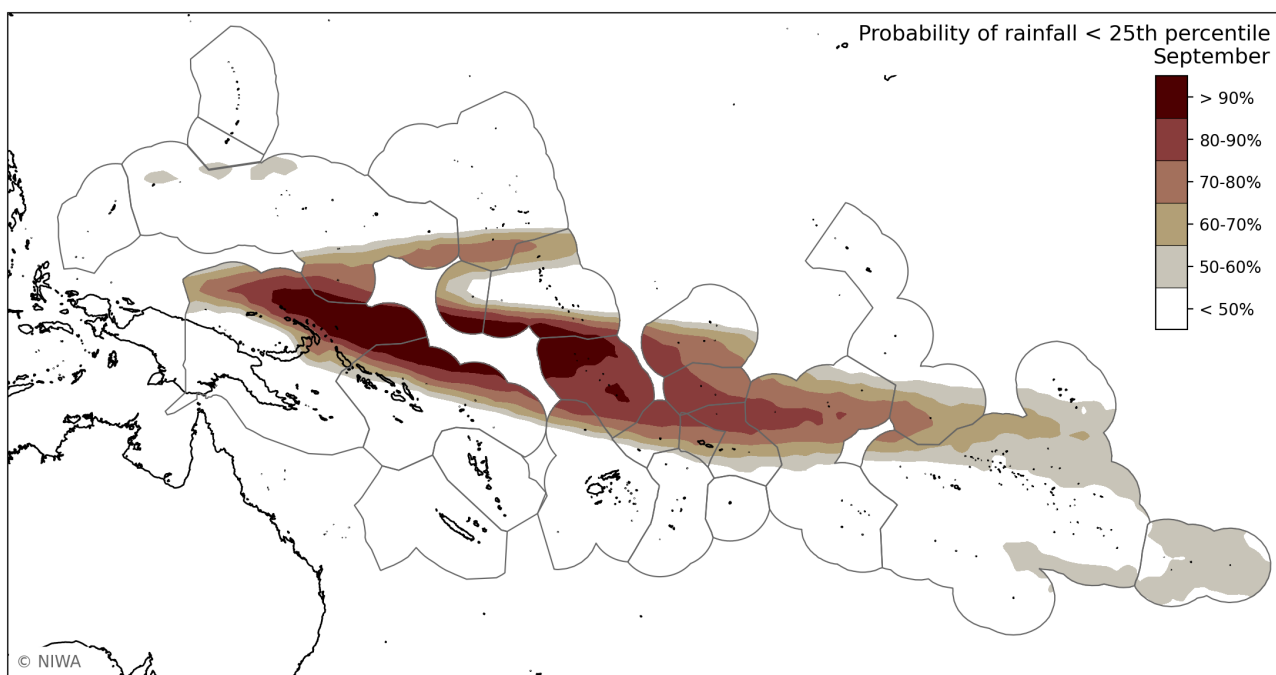 Probability of rainfall < 25th percentile
September
> 90%
80-90%
70-80%
60-70%
50-60%
< 50%
© NIWA